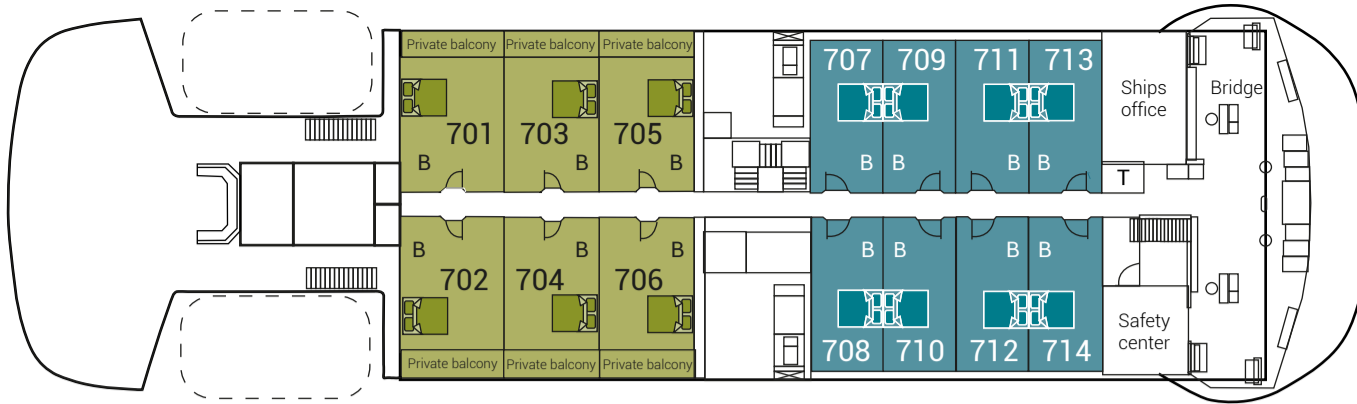 Private balcony Private balcony Private balcony
707 709 711 713
Ships
office
Bridge
701 703 705
B B B B B B B
T
B B B B B B B
702 704 706
Safety
center
708 710 712 714
Private balcony Private balcony Private balcony